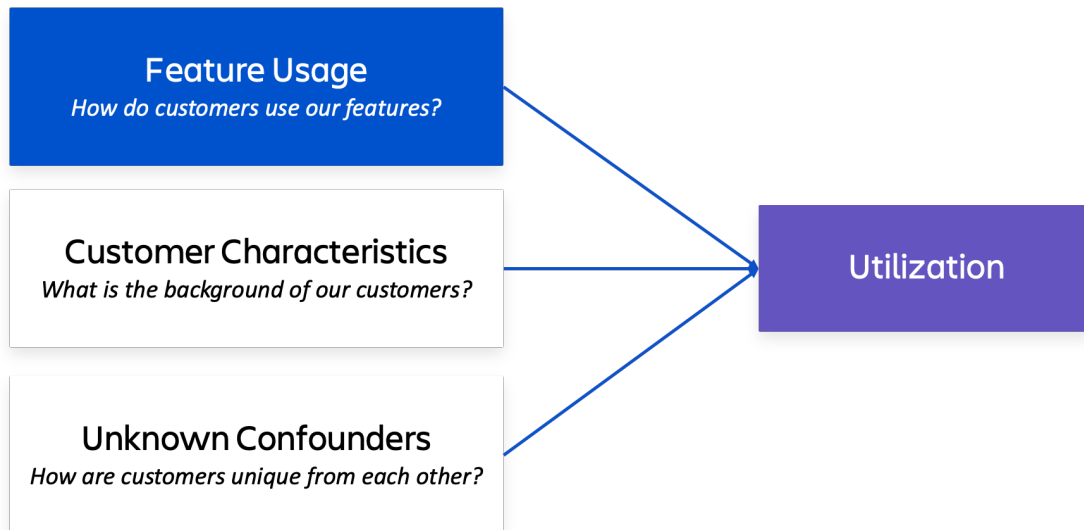 Feature Usage
How do customers use our features?
Customer Characteristics
What is the background of our customers?
Unknown Confounders
How are customers unique from each other?
Utilization